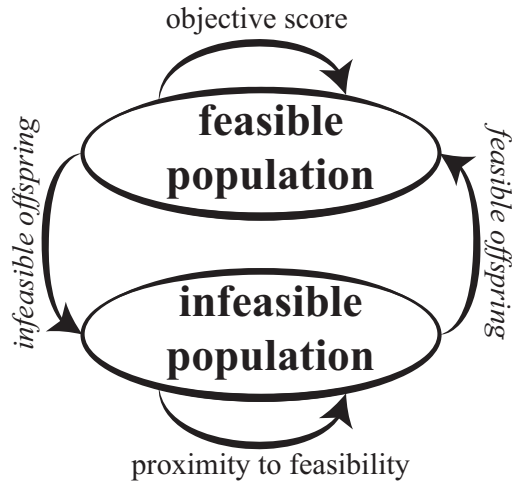 objective score
feasible
population
infeasible offspring
feasible offspring
infeasible
population
proximity to feasibility